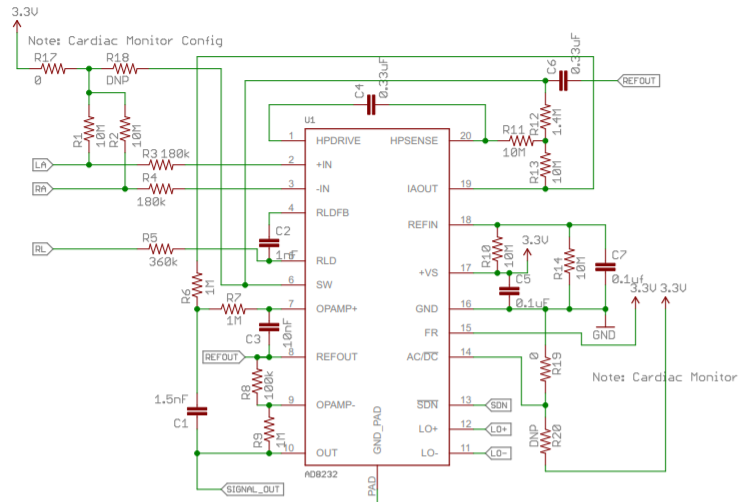 3.3V
Note: Cardiac Monitor Config
R17
0
R18
DNP
R1
10M
R2
10M
LA
R3 180k
RA
R4
180k
RL
R5
360k
C4
0.33uF
C6
0.33uF
REFOUT
R12
1.4M
R11
10M
R13
10M
U1
1 HPDRIVE HPSENSE 20
2 +IN
3 -IN IAOUT 19
4 RLDFB REFIN 18
5 RLD +VS 17
6 SW GND 16
7 OPAMP+ FR 15
8 REFOUT AC/DC 14
9 OPAMP- SDN 13
LO+ 12
10 OUT LO- 11
GND_PAD
AD8232
PAD
C2
1nF
R6
1M
R7
1M
C3
10nF
REFOUT
R8
100k
R9
1M
1.5nF
C1
SIGNAL_OUT
R10
10M
3.3V
C5
0.1uF
R14
10M
C7
0.1uF
3.3V 3.3V
GND
0
R19
Note: Cardiac Monitor
DNP
R20
SDN
LO+
LO-